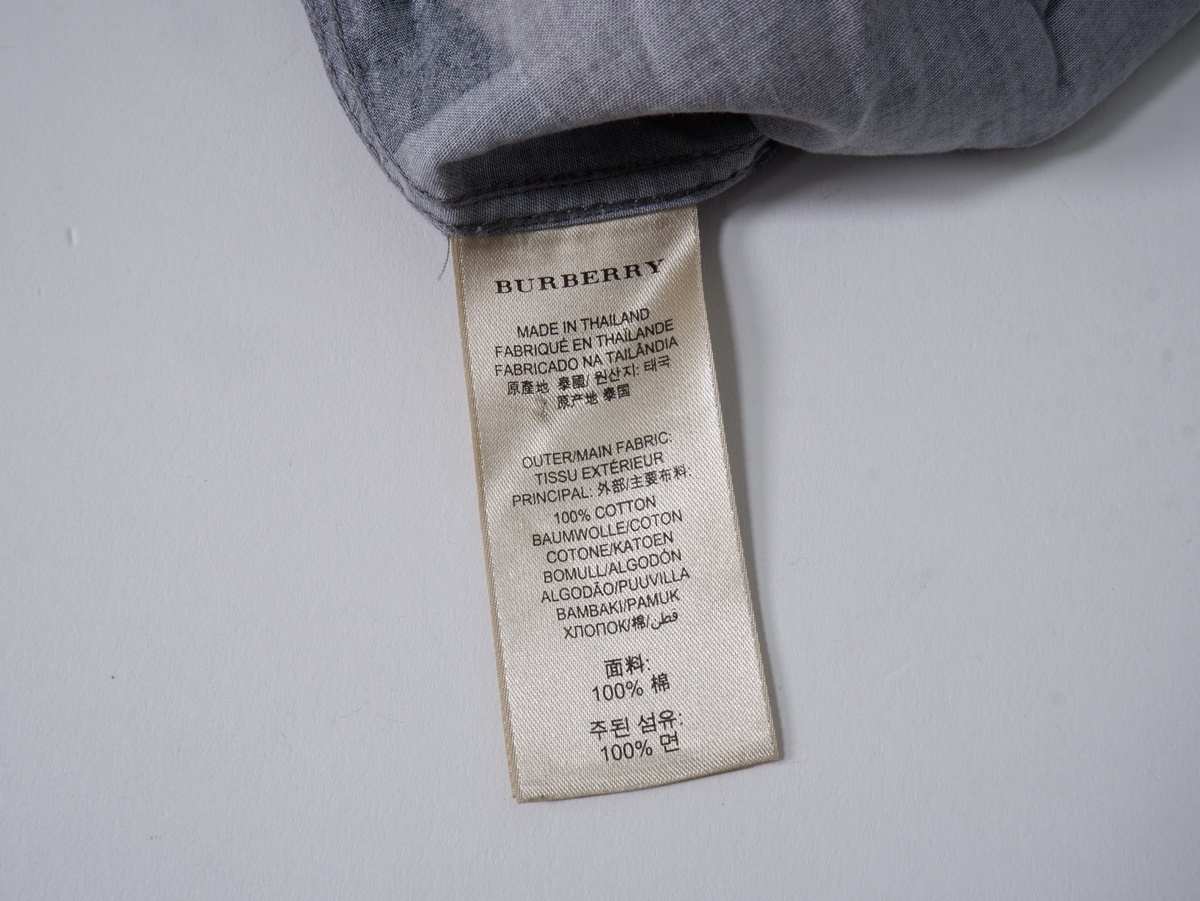 BURBERRY
MADE IN THAILAND
FABRIQUÉ EN THAÏLANDE
FABRICADO NA TAILÂNDIA
原產地 泰國/ 원산지: 태국
原产地 泰国
OUTER/MAIN FABRIC:
TISSU EXTÉRIEUR
PRINCIPAL: 外部/主要布料:
100% COTTON
BAUMWOLLE/COTON
COTONE/KATOEN
BOMULL/ALGODÓN
ALGODÃO/PUUVILLA
BAMBAKI/PAMUK
ХЛОПОК/棉/قطن
面料:
100% 棉
주된 섬유:
100% 면